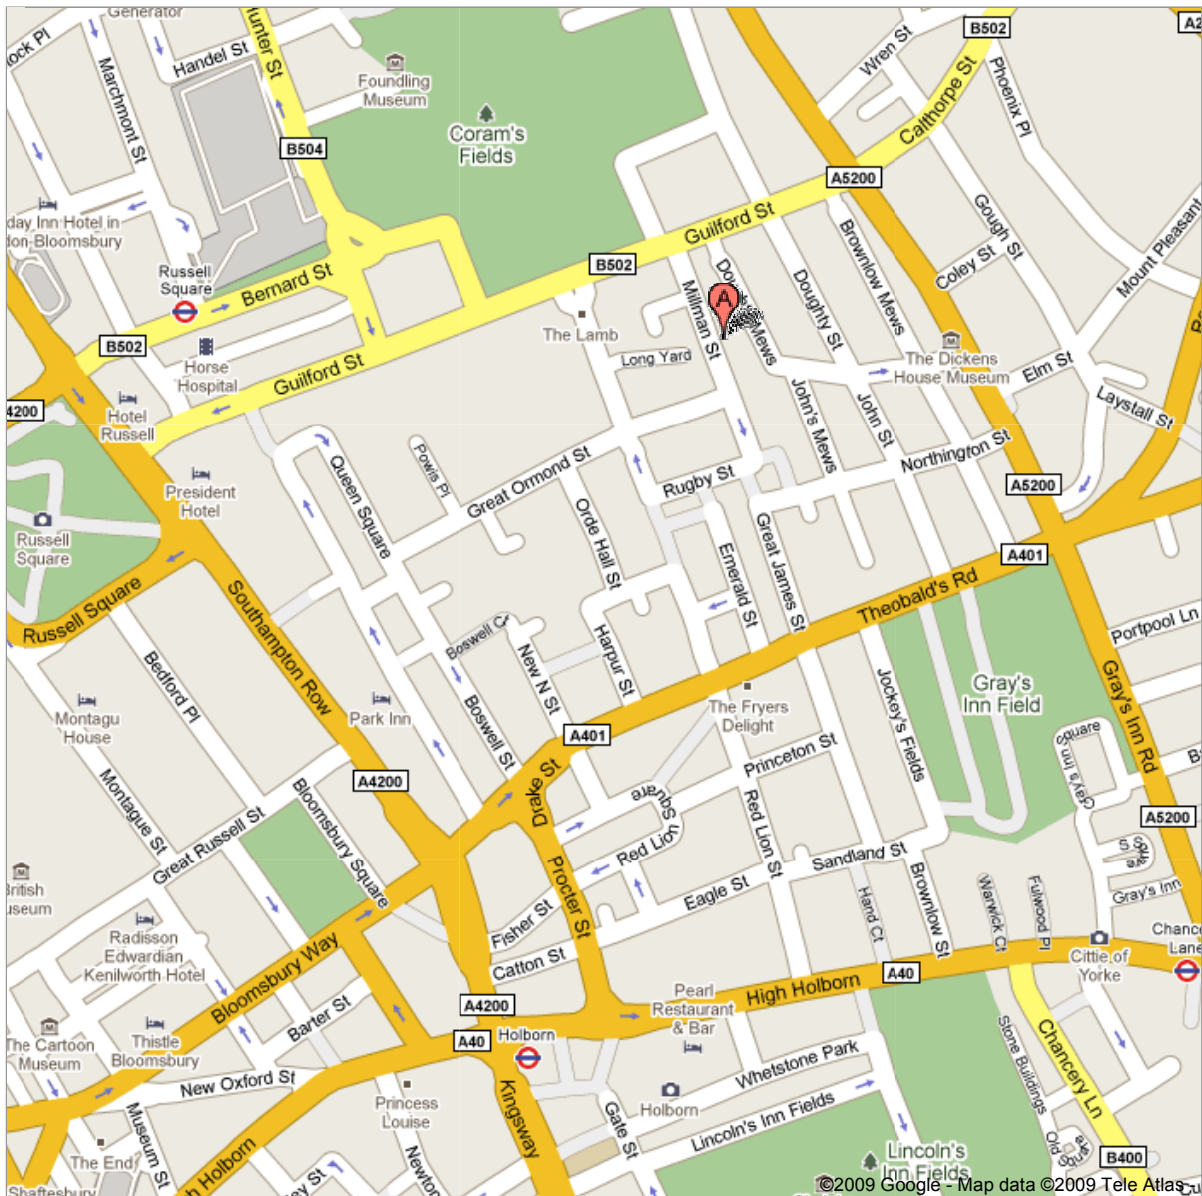 Generator
Handel St
Hunter St
Marchmont St
Foundling
Museum
Coram's
Fields
B504
B502
Wren St
Calthorpe St
Phoenix Pl
A5200
Guilford St
Gough St
Mount Pleasant
Coley St
Brownlow Mews
Doughty St
day Inn Hotel in
don-Bloomsbury
Russell
Square
Bernard St
B502
Millman St
A
Mews
The Lamb
Long Yard
B502
Horse
Hospital
Guilford St
The Dickens
House Museum
Elm St
Laystall St
4200
Hotel
Russell
John's Mews
John St
Northington St
Powis Pl
Great Ormond St
Queen Square
Rugby St
President
Hotel
A5200
Russell
Square
Orde Hall St
Emerald St
Great James St
A401
Theobald's Rd
Russell Square
Southampton Row
Portpool Ln
Boswell
Harpur St
New N St
Bedford Pl
Boswell St
Jockey's Fields
Gray's
Inn Field
Gray's Inn Rd
Montagu
House
Park Inn
The Fryers
Delight
A401
Princeton St
Gray's Inn Square
A4200
Drake St
Red Lion Square
Red Lion St
Montague St
Great Russell St
Bloomsbury Square
A5200
Sandland St
Eagle St
Procter St
Fisher St
Catton St
Hand Ct
Brownlow St
Warwick Ct
Fulwood Pl
Gray's Inn
British
Museum
Radisson
Edwardian
Kenilworth Hotel
Bloomsbury Way
Chance
Lane
Cittie of
Yorke
A40
High Holborn
Pearl
Restaurant
& Bar
A4200
A40
Holborn
Barter St
The Cartoon
Museum
Thistle
Bloomsbury
New Oxford St
Princess
Louise
Kingsway
Holborn
Whetstone Park
Lincoln's Inn Fields
Gate St
Stone Buildings
Chancery Ln
B400
Museum St
The End
Shaftesbury
h Holborn
Newton
Old
Lincoln's
Inn Fields
©2009 Google - Map data ©2009 Tele Atlas